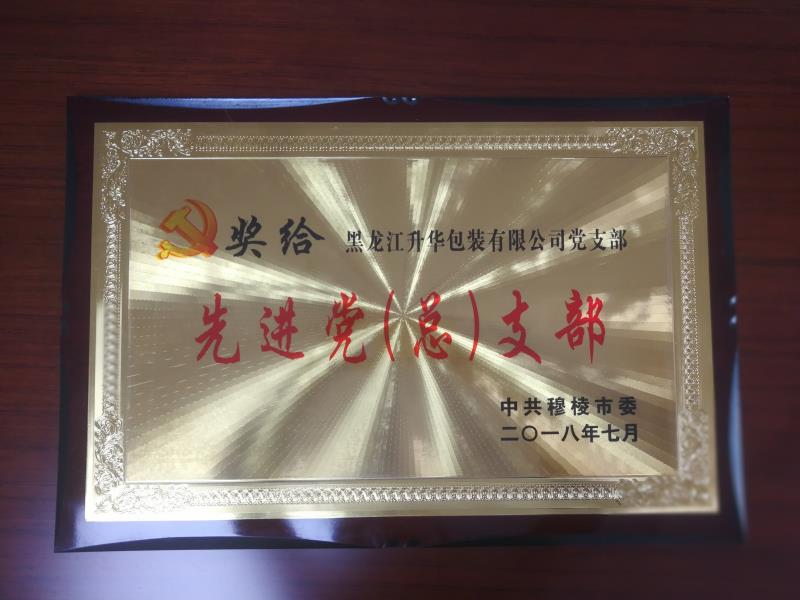 奖给 黑龙江升华包装有限公司党支部
先进党(总)支部
中共穆棱市委
二〇一八年七月